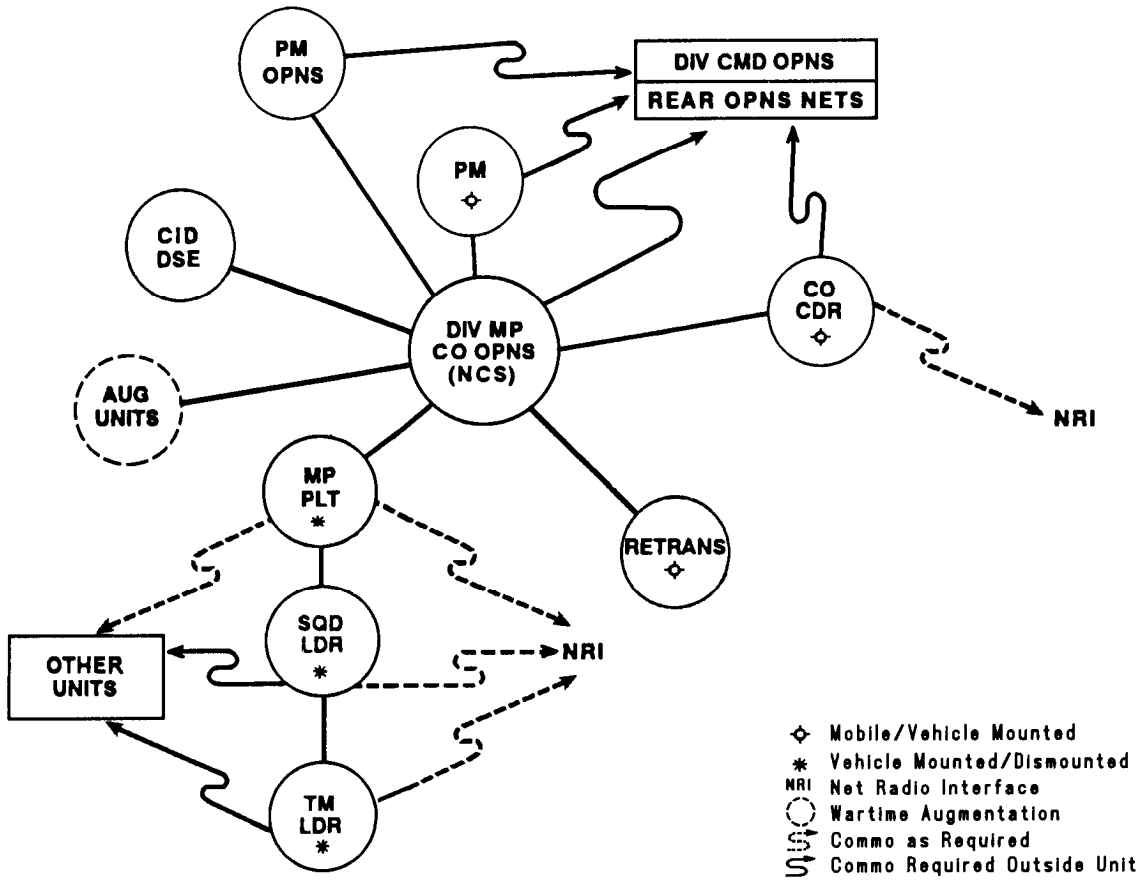 PM
OPNS
DIV CMD OPNS
REAR OPNS NETS
PM
CID
DSE
CO
CDR
DIV MP
CO OPNS
(NCS)
AUG
UNITS
NRI
MP
PLT
RETRANS
SQD
LDR
NRI
OTHER
UNITS
TM
LDR
Mobile/Vehicle Mounted
* Vehicle Mounted/Dismounted
NRI Net Radio Interface
Wartime Augmentation
Commo as Required
Commo Required Outside Unit